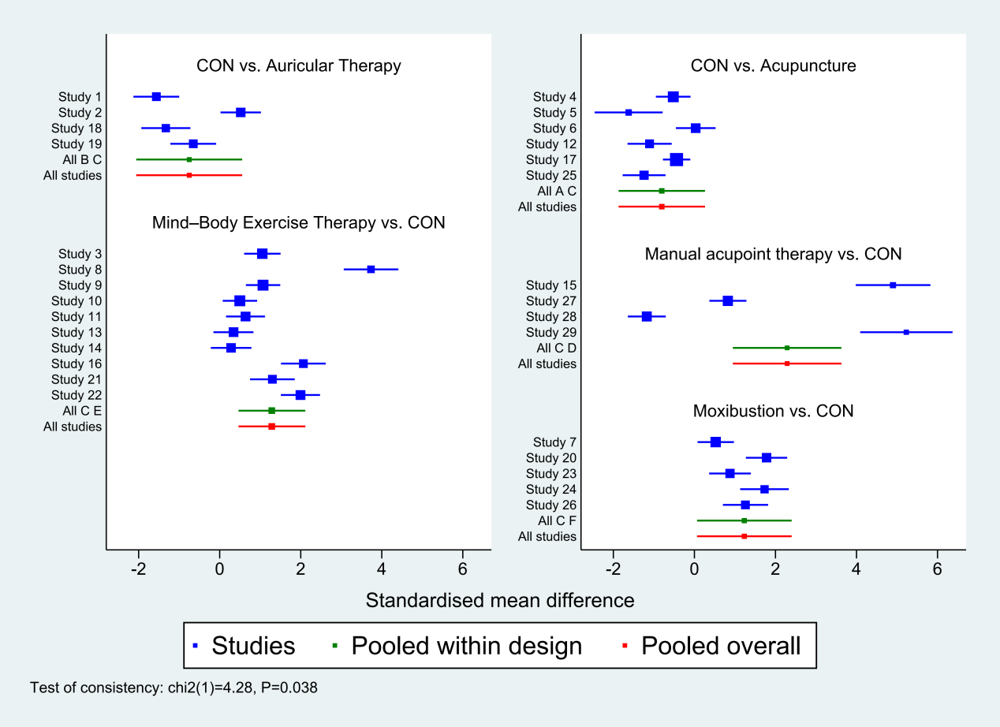 CON vs. Auricular Therapy
Study 1
Study 2
Study 18
Study 19
All B C
All studies
Mind–Body Exercise Therapy vs. CON
Study 3
Study 8
Study 9
Study 10
Study 11
Study 13
Study 14
Study 16
Study 21
Study 22
All C E
All studies
-2 0 2 4 6
CON vs. Acupuncture
Study 4
Study 5
Study 6
Study 12
Study 17
Study 25
All A C
All studies
Manual acupoint therapy vs. CON
Study 15
Study 27
Study 28
Study 29
All C D
All studies
Moxibustion vs. CON
Study 7
Study 20
Study 23
Study 24
Study 26
All C F
All studies
-2 0 2 4 6
Standardised mean difference
Studies Pooled within design Pooled overall
Test of consistency: chi2(1)=4.28, P=0.038